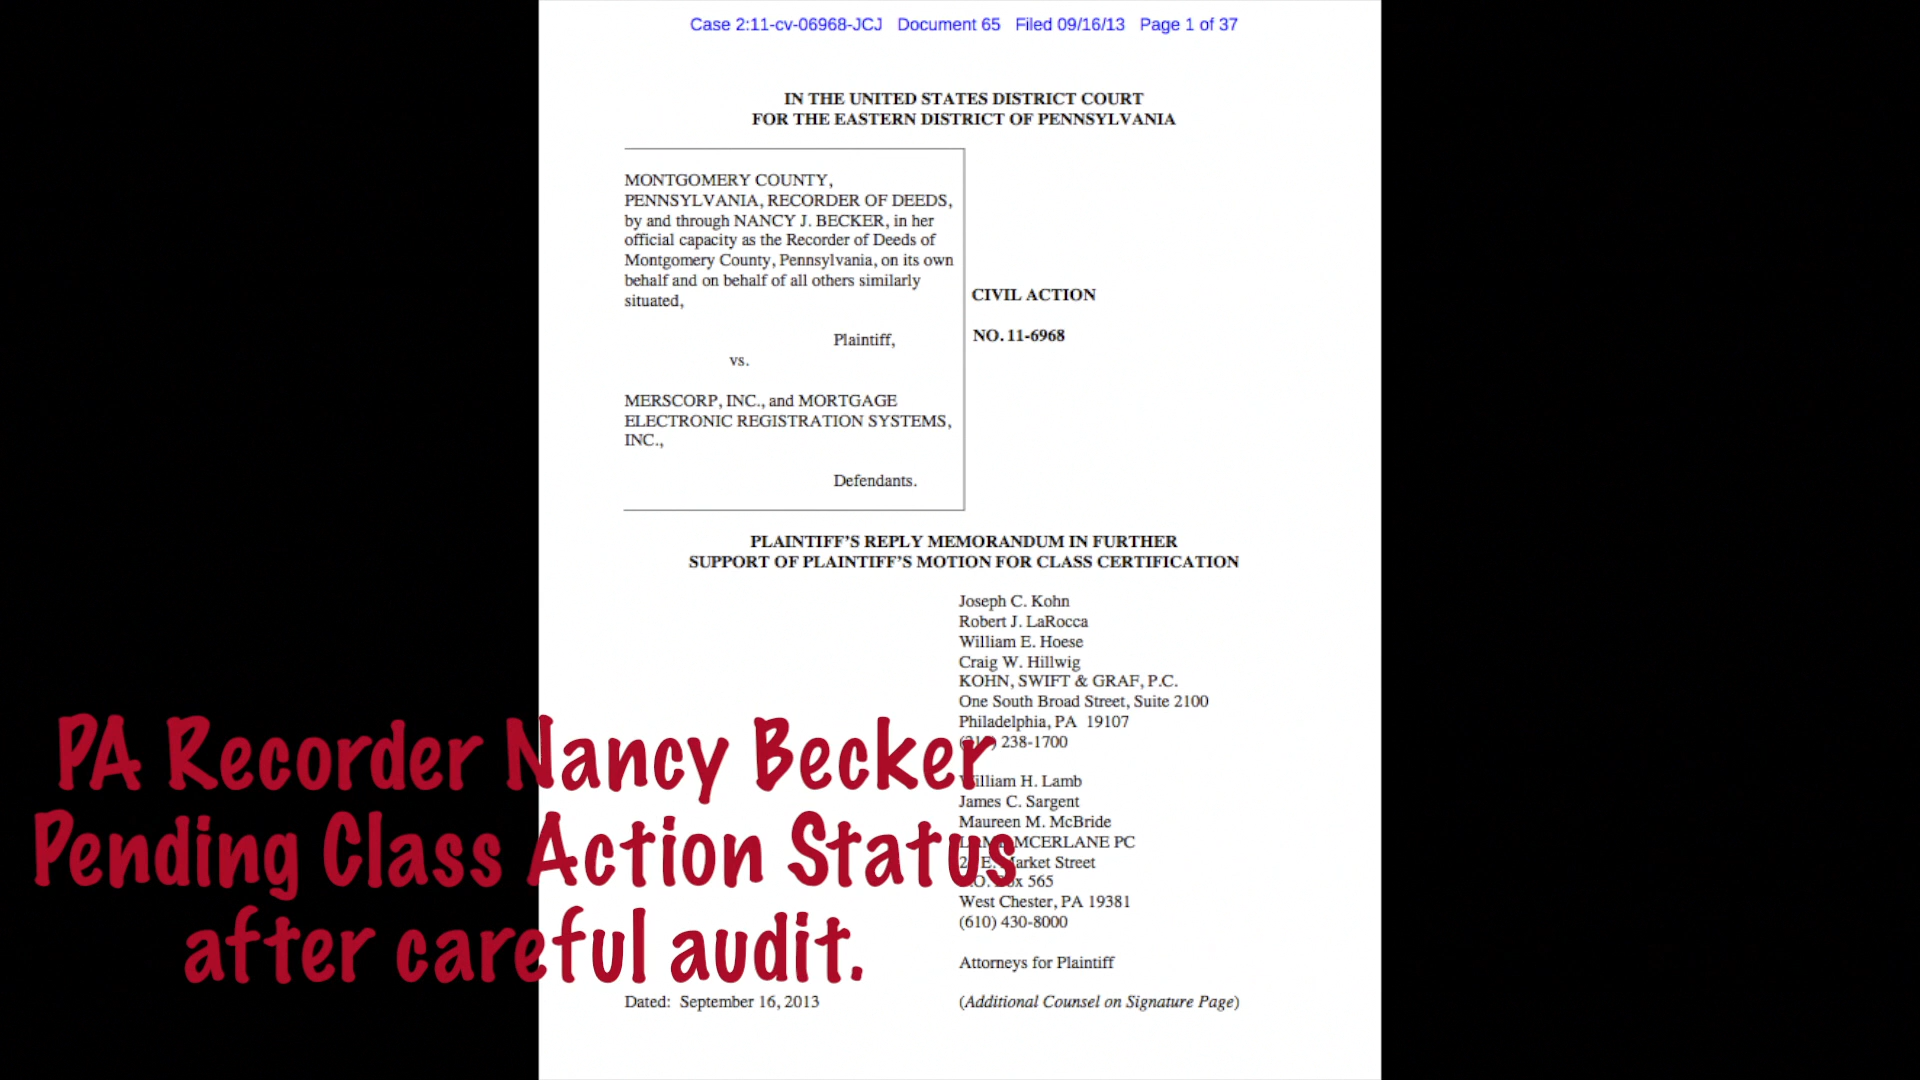 Case 2:11-cv-06968-JCJ Document 65 Filed 09/16/13 Page 1 of 37
IN THE UNITED STATES DISTRICT COURT
FOR THE EASTERN DISTRICT OF PENNSYLVANIA
MONTGOMERY COUNTY,
PENNSYLVANIA, RECORDER OF DEEDS,
by and through NANCY J. BECKER, in her
official capacity as the Recorder of Deeds of
Montgomery County, Pennsylvania, on its own
behalf and on behalf of all others similarly
situated,
Plaintiff,
vs.
MERSCORP, INC., and MORTGAGE
ELECTRONIC REGISTRATION SYSTEMS,
INC.,
Defendants.
CIVIL ACTION
NO. 11-6968
PLAINTIFF'S REPLY MEMORANDUM IN FURTHER
SUPPORT OF PLAINTIFF'S MOTION FOR CLASS CERTIFICATION
Joseph C. Kohn
Robert J. LaRocca
William E. Hoese
Craig W. Hillwig
KOHN, SWIFT & GRAF, P.C.
One South Broad Street, Suite 2100
Philadelphia, PA 19107
238-1700
William H. Lamb
James C. Sargent
Maureen M. McBride
MCERLANE PC
E. Market Street
Box 565
West Chester, PA 19381
(610) 430-8000
Attorneys for Plaintiff
Dated: September 16, 2013
(Additional Counsel on Signature Page)
PA Recorder Nancy Becker
Pending Class Action Status
after careful audit.